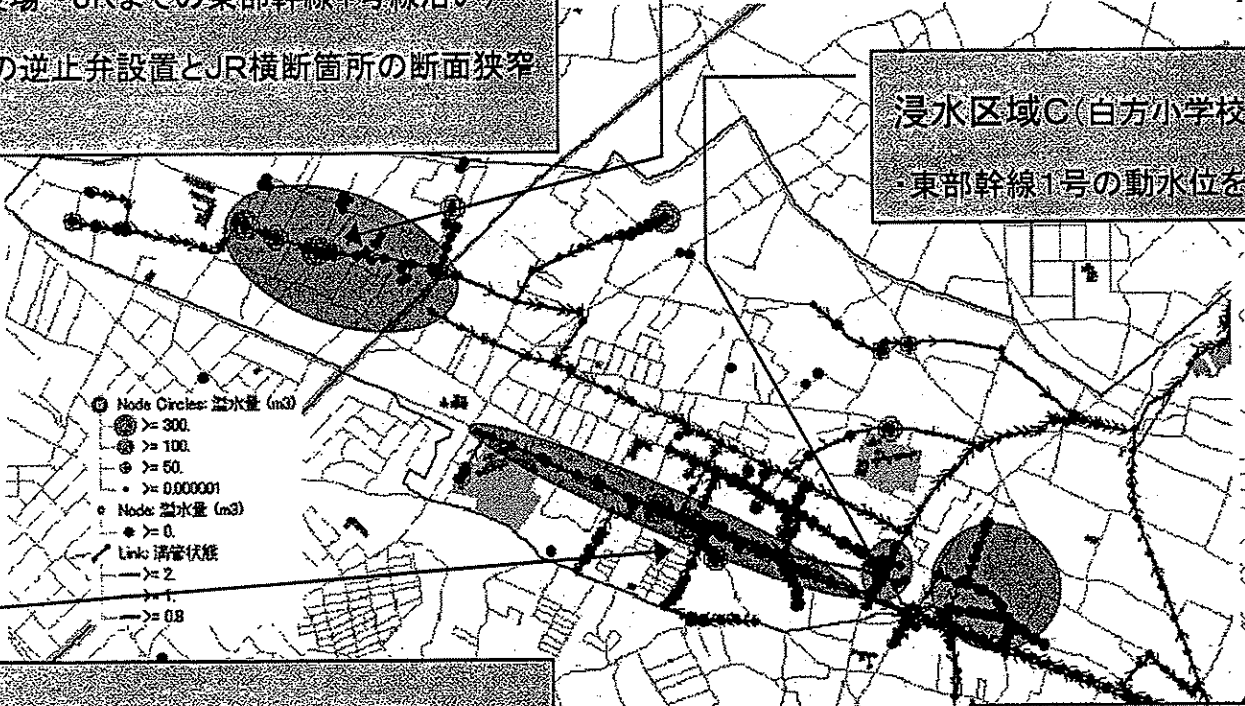 JRまでの東部幹線1号線沿い
の逆止弁設置とJR横断箇所の断面狭窄
浸水区域C(白方小学校
・東部幹線1号の動水位を
Node Circles: 溢水量 (m3)
>= 300.
>= 100.
>= 50.
>= 0.000001
Node: 溢水量 (m3)
>= 0.
Link: 満管状態
>= 2.
>= 1.
>= 0.8